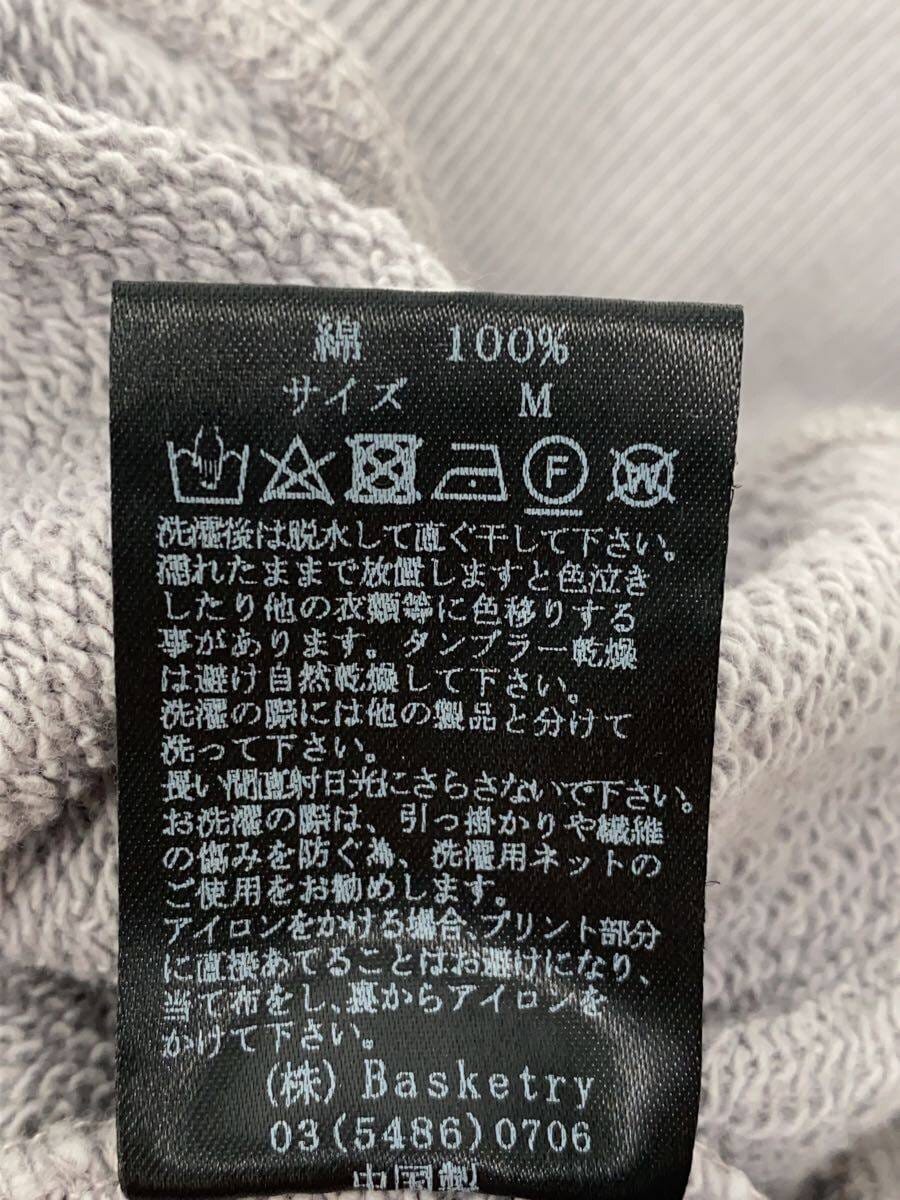 綿 100%
サイズ M
F W
洗濯後は脱水して直ぐ干して下さい。
濡れたままで放置しますと色泣き
したり他の衣類等に色移りする
事があります。タンブラー乾燥
は避け自然乾燥して下さい。
洗濯の際には他の製品と分けて
洗って下さい。
長い間直射日光にさらさないで下さい。
お洗濯の際は、引っ掛かりや繊維
の傷みを防ぐ為、洗濯用ネットの
ご使用をお勧めします。
アイロンをかける場合、プリント部分
に直接あてることはお避けになり、
当て布をし、裏からアイロンを
かけて下さい。
(株) Basketry
03(5486)0706
中国製